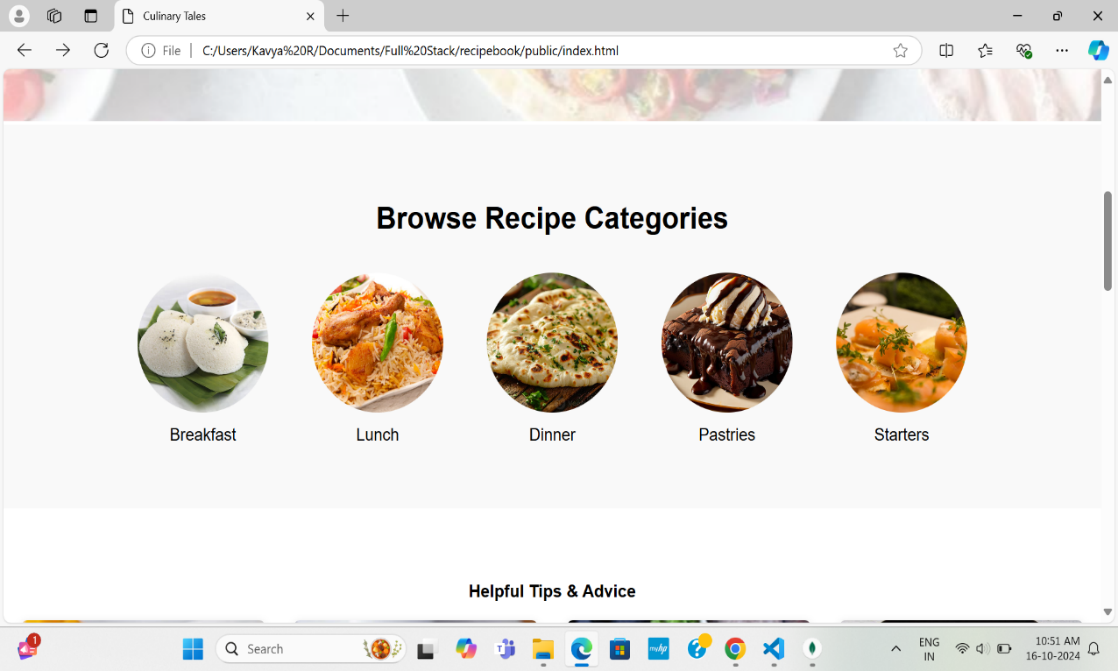 Culinary Tales
File
C:/Users/Kavya%20R/Documents/Full%20Stack/recipebook/public/index.html
Browse Recipe Categories
Breakfast
Lunch
Dinner
Pastries
Starters
Helpful Tips & Advice
1
Search
myhp
?
ENG
IN
10:51 AM
16-10-2024